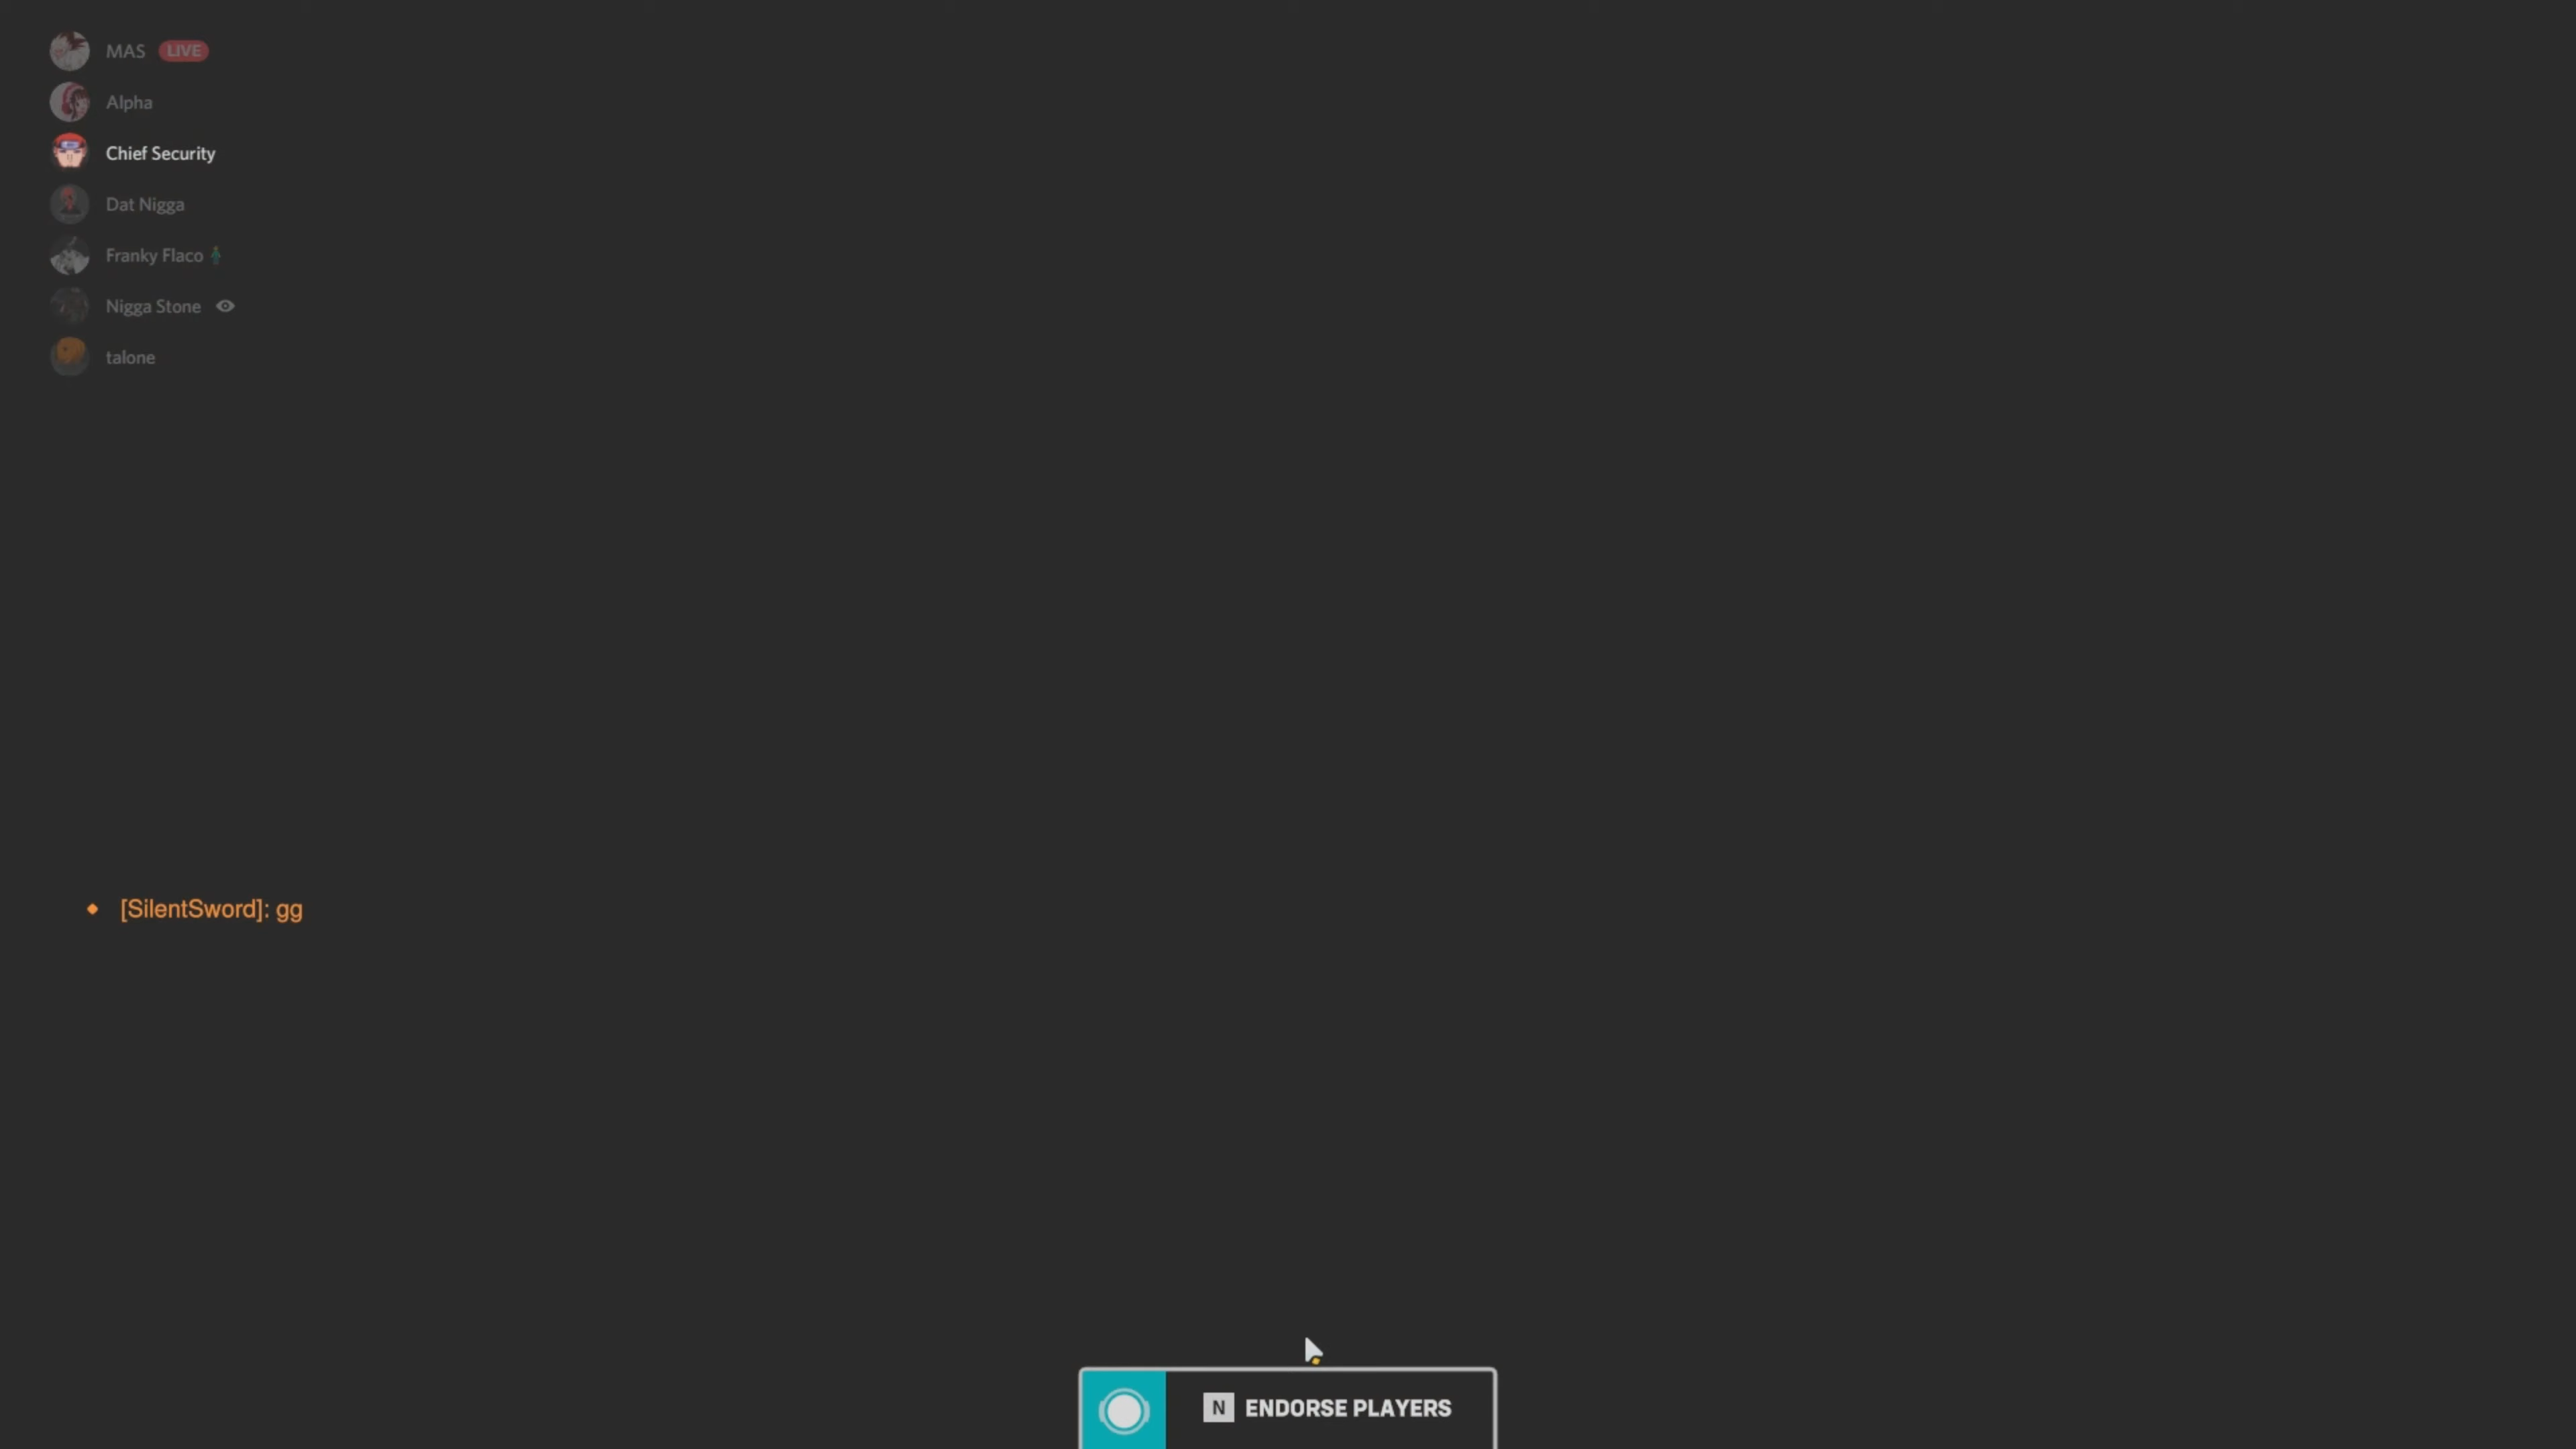 MAS LIVE
Alpha
Chief Security
Dat Nigga
Franky Flaco
Nigga Stone
talone
[SilentSword]: gg
N ENDORSE PLAYERS